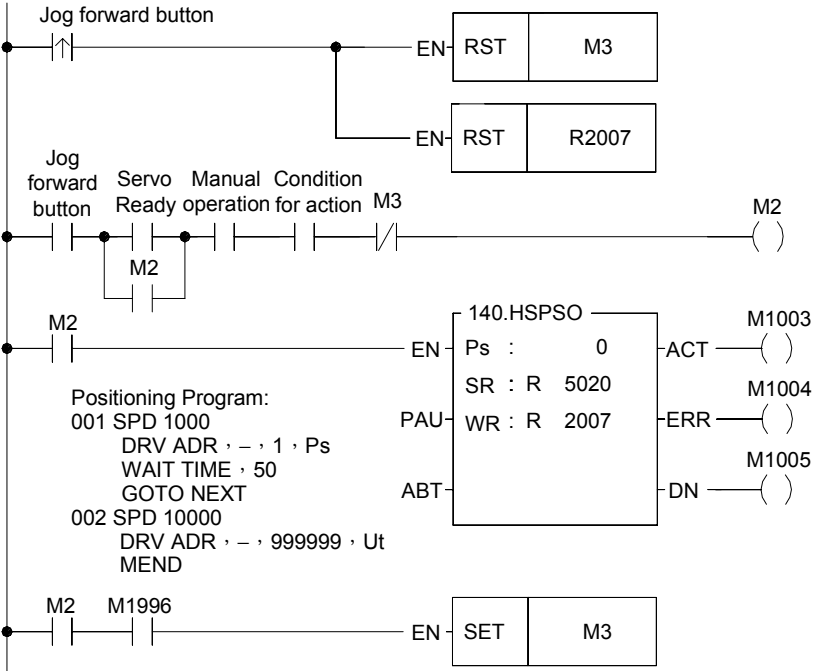 Jog forward button
EN RST M3
EN RST R2007
Jog forward button
Servo Ready
Manual operation
Condition for action
M3
M2
M2
M2
140.HSPSO
M1003
EN Ps : 0 ACT
SR : R 5020
M1004
PAU WR : R 2007 ERR
M1005
ABT DN
Positioning Program:
001 SPD 1000
DRV ADR , – , 1 , Ps
WAIT TIME , 50
GOTO NEXT
002 SPD 10000
DRV ADR , – , 999999 , Ut
MEND
M2 M1996
EN SET M3